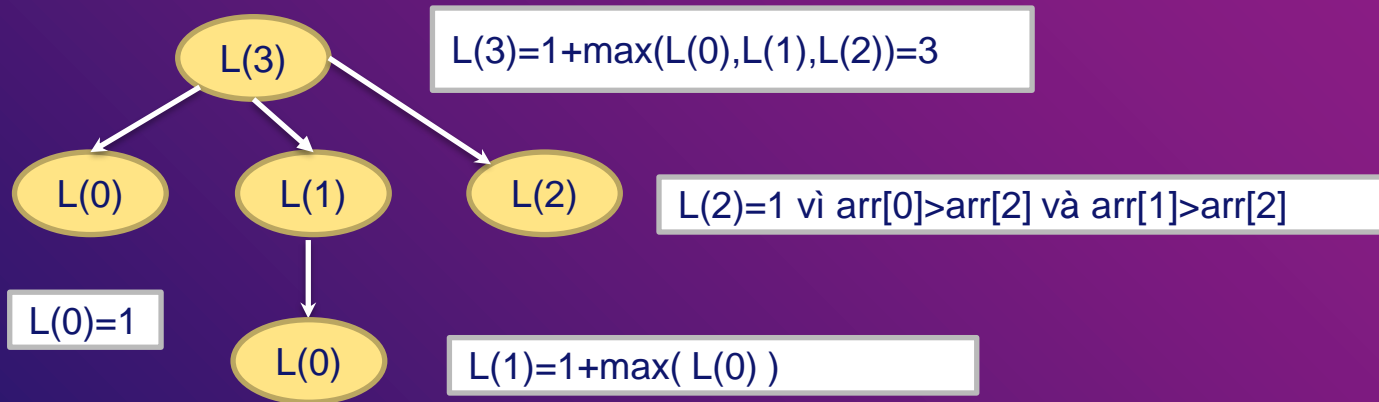 L(3)
L(3)=1+max(L(0),L(1),L(2))=3
L(0)
L(1)
L(2)
L(2)=1 vì arr[0]>arr[2] và arr[1]>arr[2]
L(0)=1
L(0)
L(1)=1+max( L(0) )